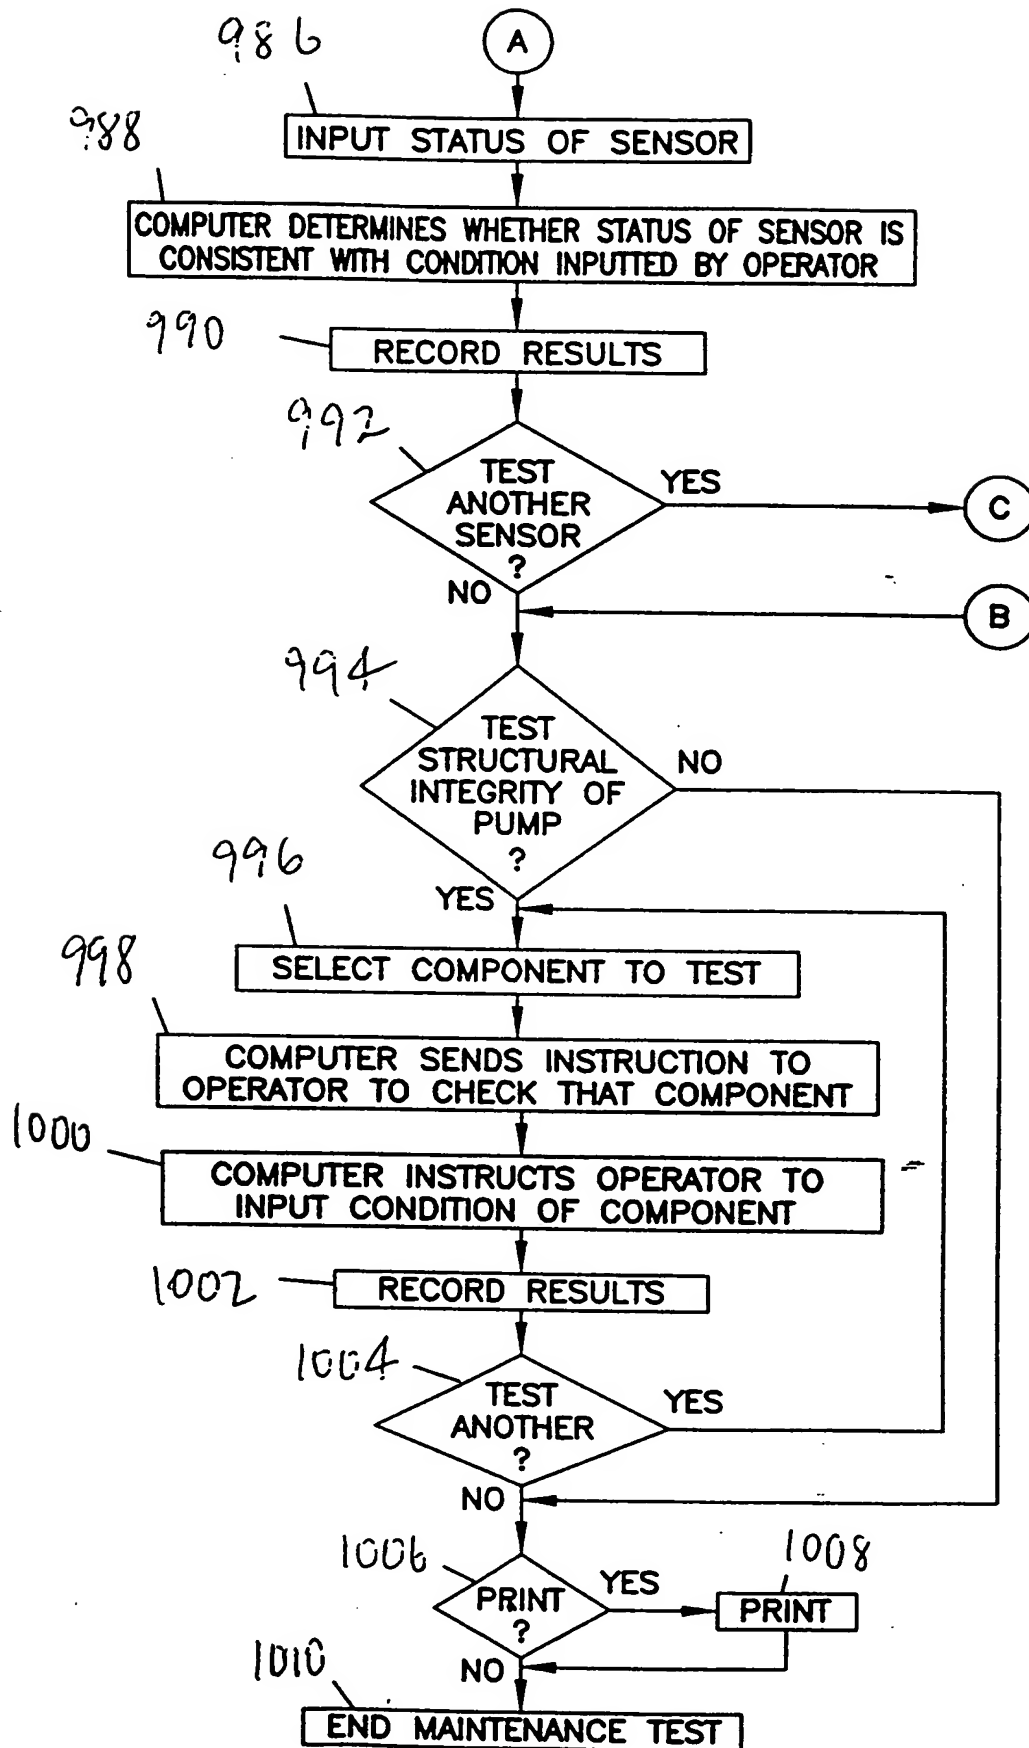 986
A
INPUT STATUS OF SENSOR
988
COMPUTER DETERMINES WHETHER STATUS OF SENSOR IS
CONSISTENT WITH CONDITION INPUTTED BY OPERATOR
990
RECORD RESULTS
992
TEST
ANOTHER
SENSOR
?
YES
C
NO
B
994
TEST
STRUCTURAL
INTEGRITY OF
PUMP
?
NO
YES
996
SELECT COMPONENT TO TEST
998
COMPUTER SENDS INSTRUCTION TO
OPERATOR TO CHECK THAT COMPONENT
1000
COMPUTER INSTRUCTS OPERATOR TO
INPUT CONDITION OF COMPONENT
1002
RECORD RESULTS
1004
TEST
ANOTHER
?
YES
NO
1006
PRINT
?
YES
1008
PRINT
NO
1010
END MAINTENANCE TEST